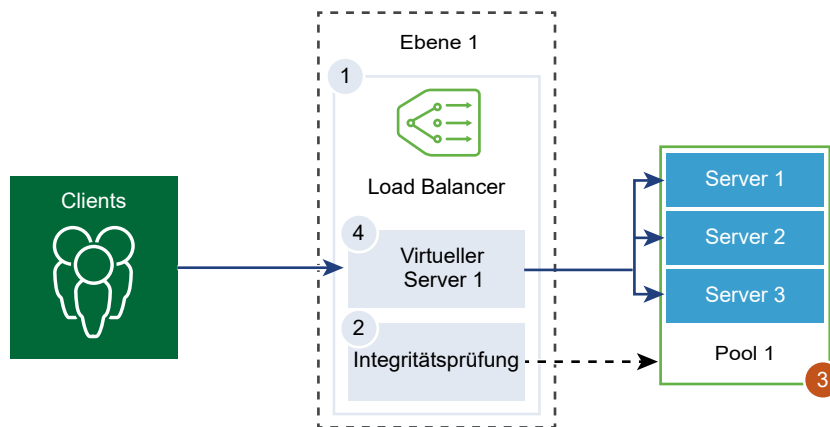 Ebene 1
1
Load Balancer
Clients
4
Virtueller
Server 1
2
Integritätsprüfung
Server 1
Server 2
Server 3
Pool 1
3